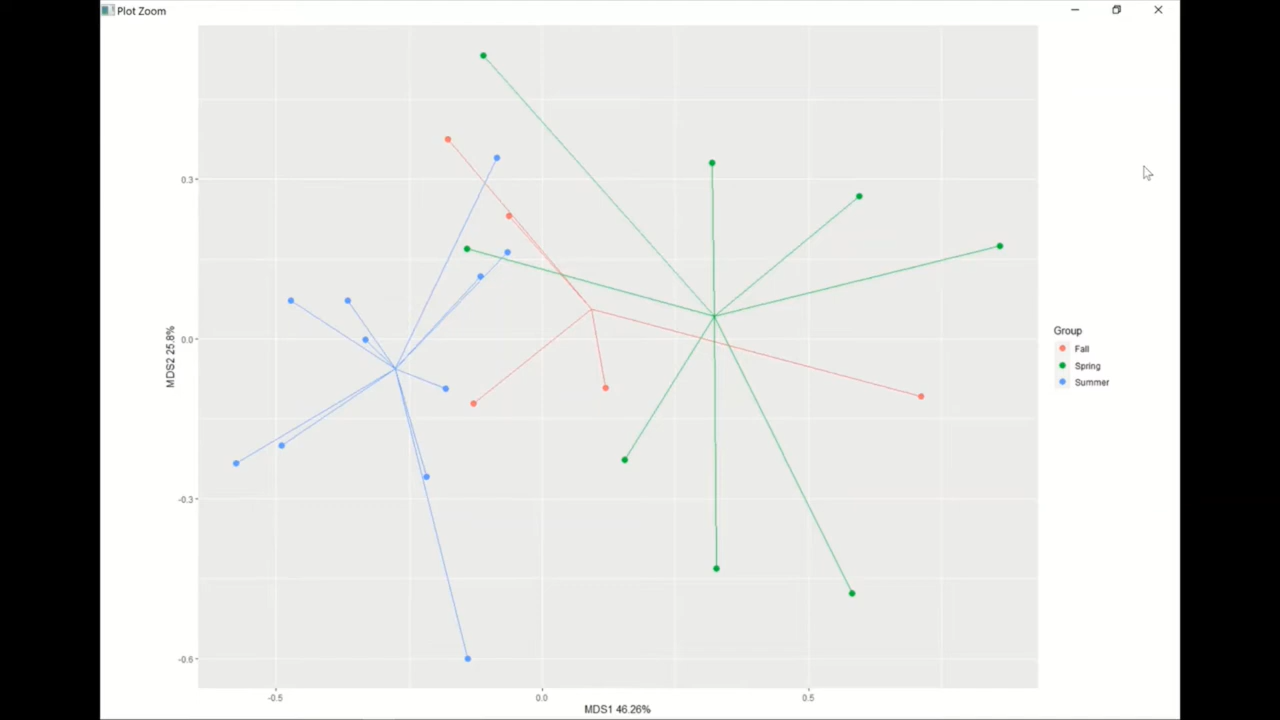 Plot Zoom
0.3
0.0
-0.3
-0.6
MDS2 25.8%
-0.5
0.0
0.5
MDS1 46.26%
Group
Fall
Spring
Summer